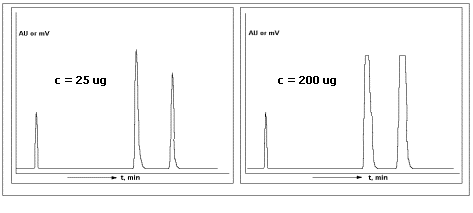 AU or mV
c = 25 ug
t, min
AU or mV
c = 200 ug
t, min